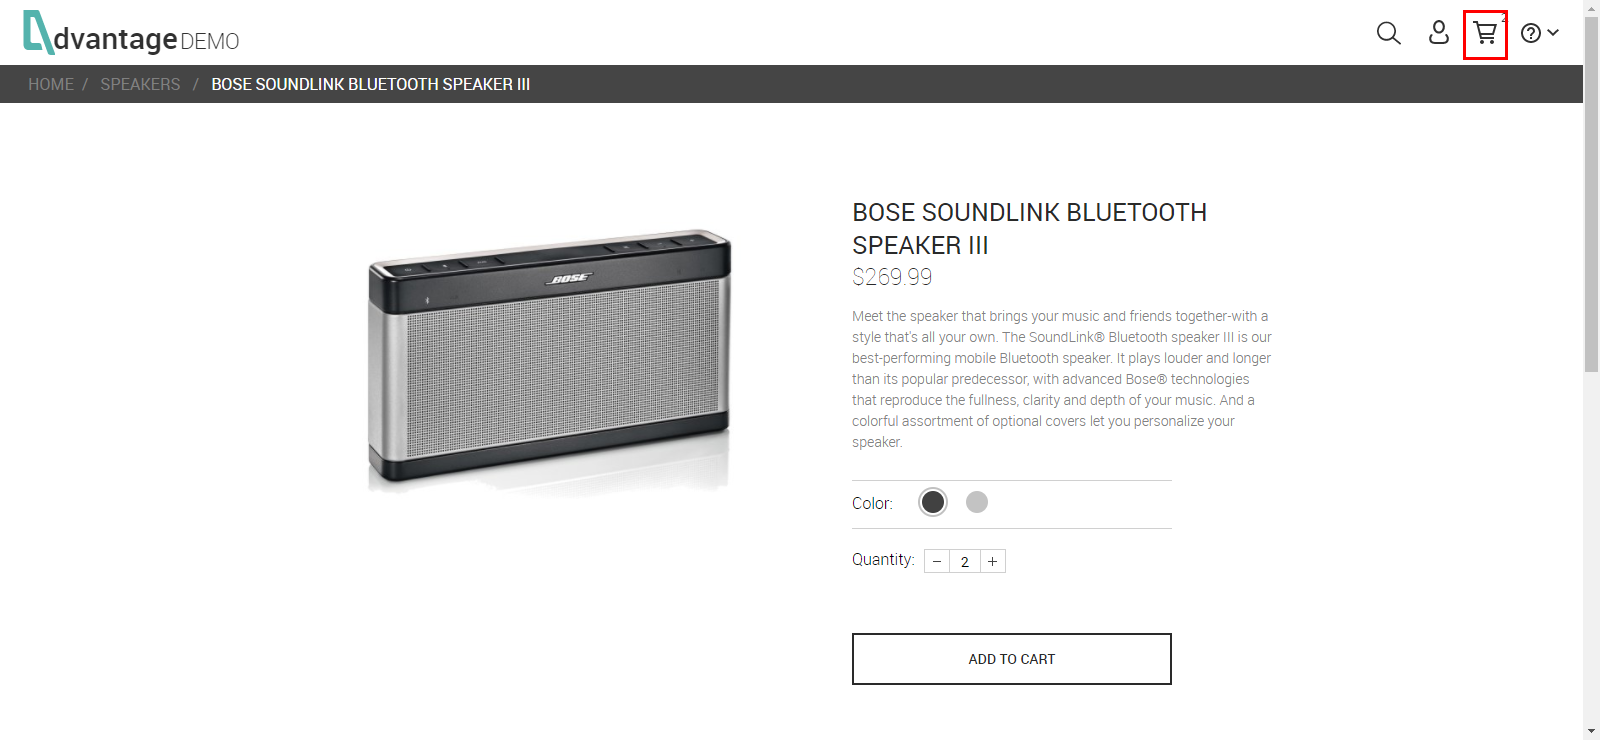 dvantage DEMO
2
HOME / SPEAKERS / BOSE SOUNDLINK BLUETOOTH SPEAKER III
BOSE SOUNDLINK BLUETOOTH
SPEAKER III
$269.99
BOSE
Meet the speaker that brings your music and friends together-with a
style that's all your own. The SoundLink® Bluetooth speaker III is our
best-performing mobile Bluetooth speaker. It plays louder and longer
than its popular predecessor, with advanced Bose® technologies
that reproduce the fullness, clarity and depth of your music. And a
colorful assortment of optional covers let you personalize your
speaker.
Color:
Quantity: − 2 +
ADD TO CART